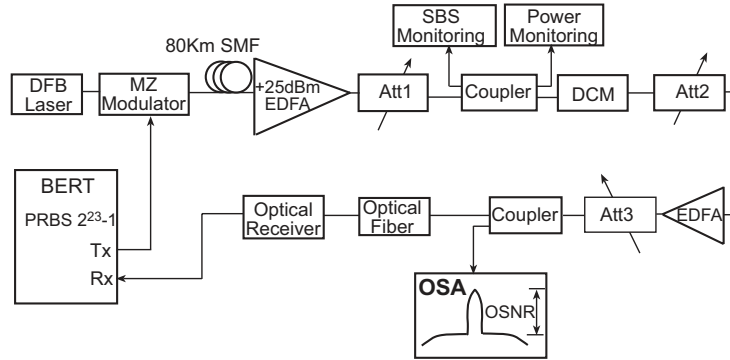 SBS
Monitoring
Power
Monitoring
80Km SMF
DFB
Laser
MZ
Modulator
+25dBm
EDFA
Att1
Coupler
DCM
Att2
BERT
PRBS 2²³-1
Tx
Rx
Optical
Receiver
Optical
Fiber
Coupler
Att3
EDFA
OSA
OSNR